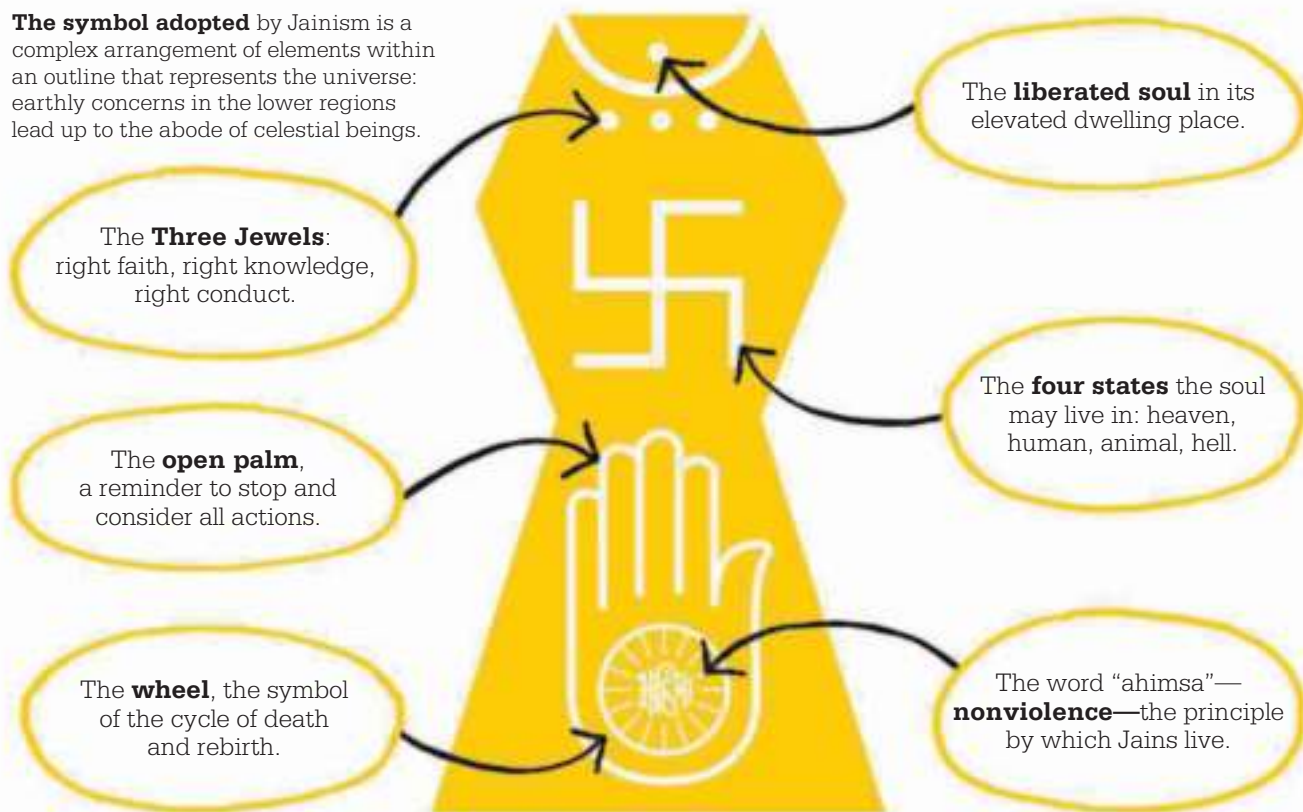 The symbol adopted by Jainism is a
complex arrangement of elements within
an outline that represents the universe:
earthly concerns in the lower regions
lead up to the abode of celestial beings.
The liberated soul in its
elevated dwelling place.
The Three Jewels:
right faith, right knowledge,
right conduct.
The four states the soul
may live in: heaven,
human, animal, hell.
The open palm,
a reminder to stop and
consider all actions.
The wheel, the symbol
of the cycle of death
and rebirth.
The word “ahimsa”—
nonviolence—the principle
by which Jains live.